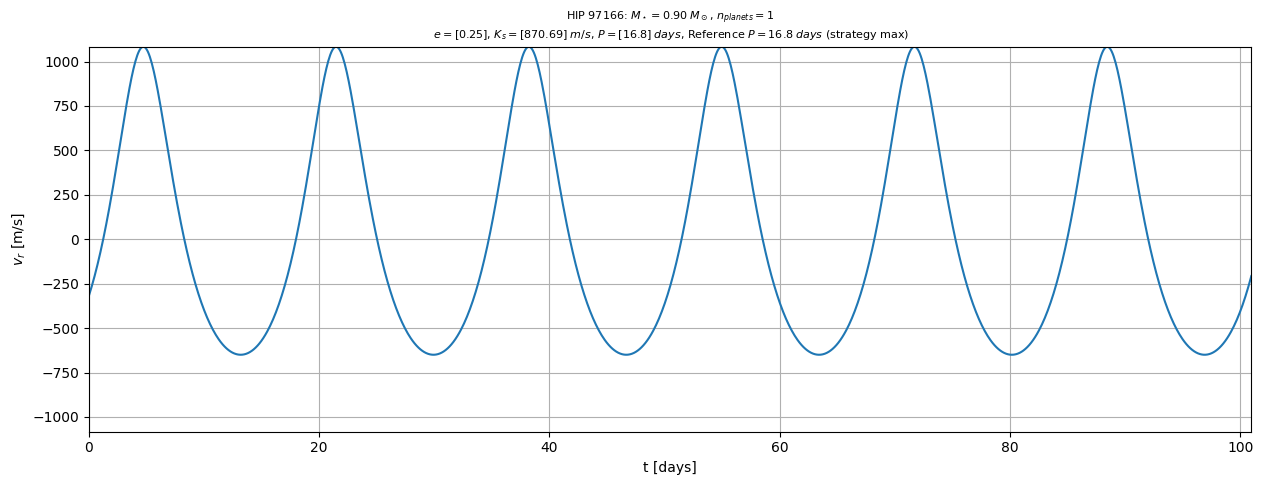 HIP 97166: M⋆ = 0.90 M⊙, n_planets = 1
e = [0.25], K_s = [870.69] m/s, P = [16.8] days, Reference P = 16.8 days (strategy max)
v_r [m/s]
1000
750
500
250
0
−250
−500
−750
−1000
0 20 40 60 80 100
t [days]